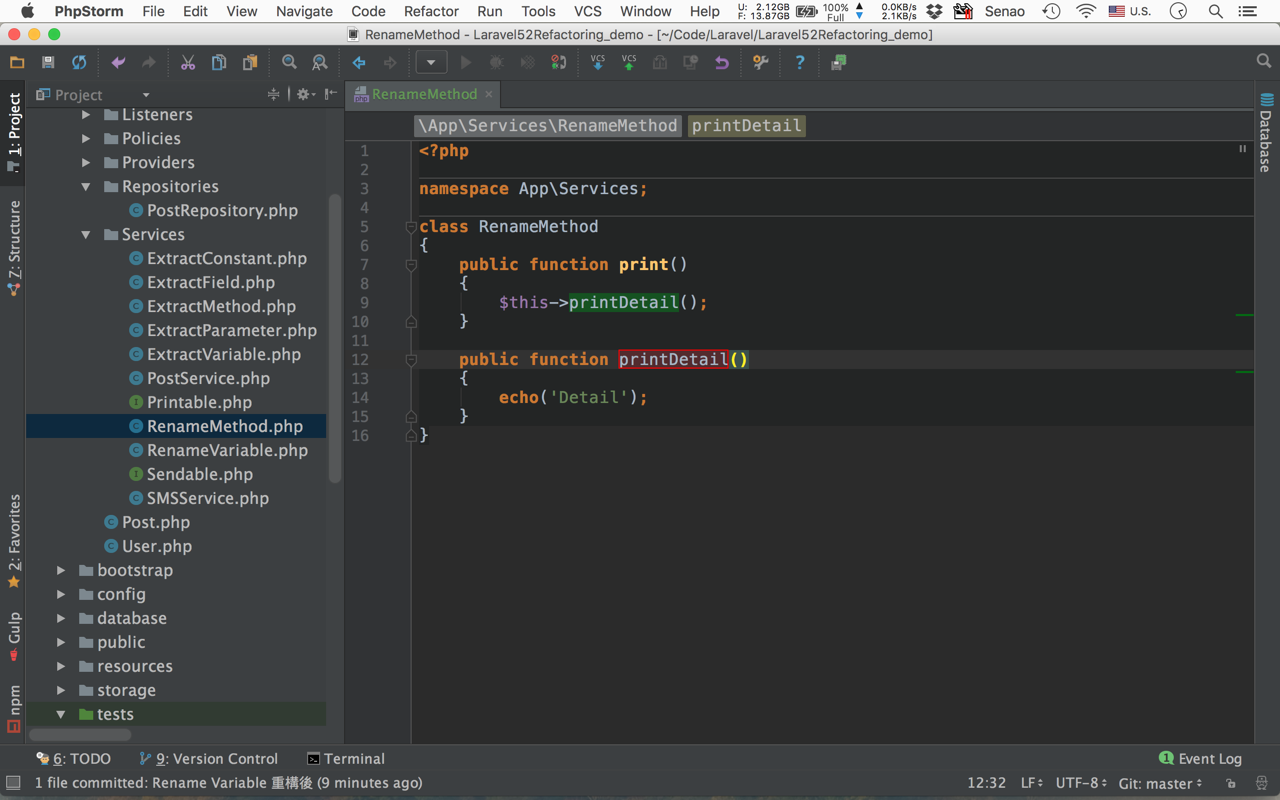 PhpStorm File Edit View Navigate Code Refactor Run Tools VCS Window Help U: 2.12GB F: 13.87GB 100% Full 0.0KB/s 2.1KB/s Senao U.S.
RenameMethod - Laravel52Refactoring_demo - [~/Code/Laravel/Laravel52Refactoring_demo]
VCS VCS ?
Project
RenameMethod
\App\Services\RenameMethod printDetail
1: Project
7: Structure
2: Favorites
Gulp
npm
Listeners
Policies
Providers
Repositories
PostRepository.php
Services
ExtractConstant.php
ExtractField.php
ExtractMethod.php
ExtractParameter.php
ExtractVariable.php
PostService.php
Printable.php
RenameMethod.php
RenameVariable.php
Sendable.php
SMSService.php
Post.php
User.php
bootstrap
config
database
public
resources
storage
tests
1 <?php
2
3 namespace App\Services;
4
5 class RenameMethod
6 {
7 public function print()
8 {
9 $this->printDetail();
10 }
11
12 public function printDetail()
13 {
14 echo('Detail');
15 }
16 }
Database
6: TODO 9: Version Control Terminal 1 Event Log
1 file committed: Rename Variable 重構後 (9 minutes ago) 12:32 LF UTF-8 Git: master